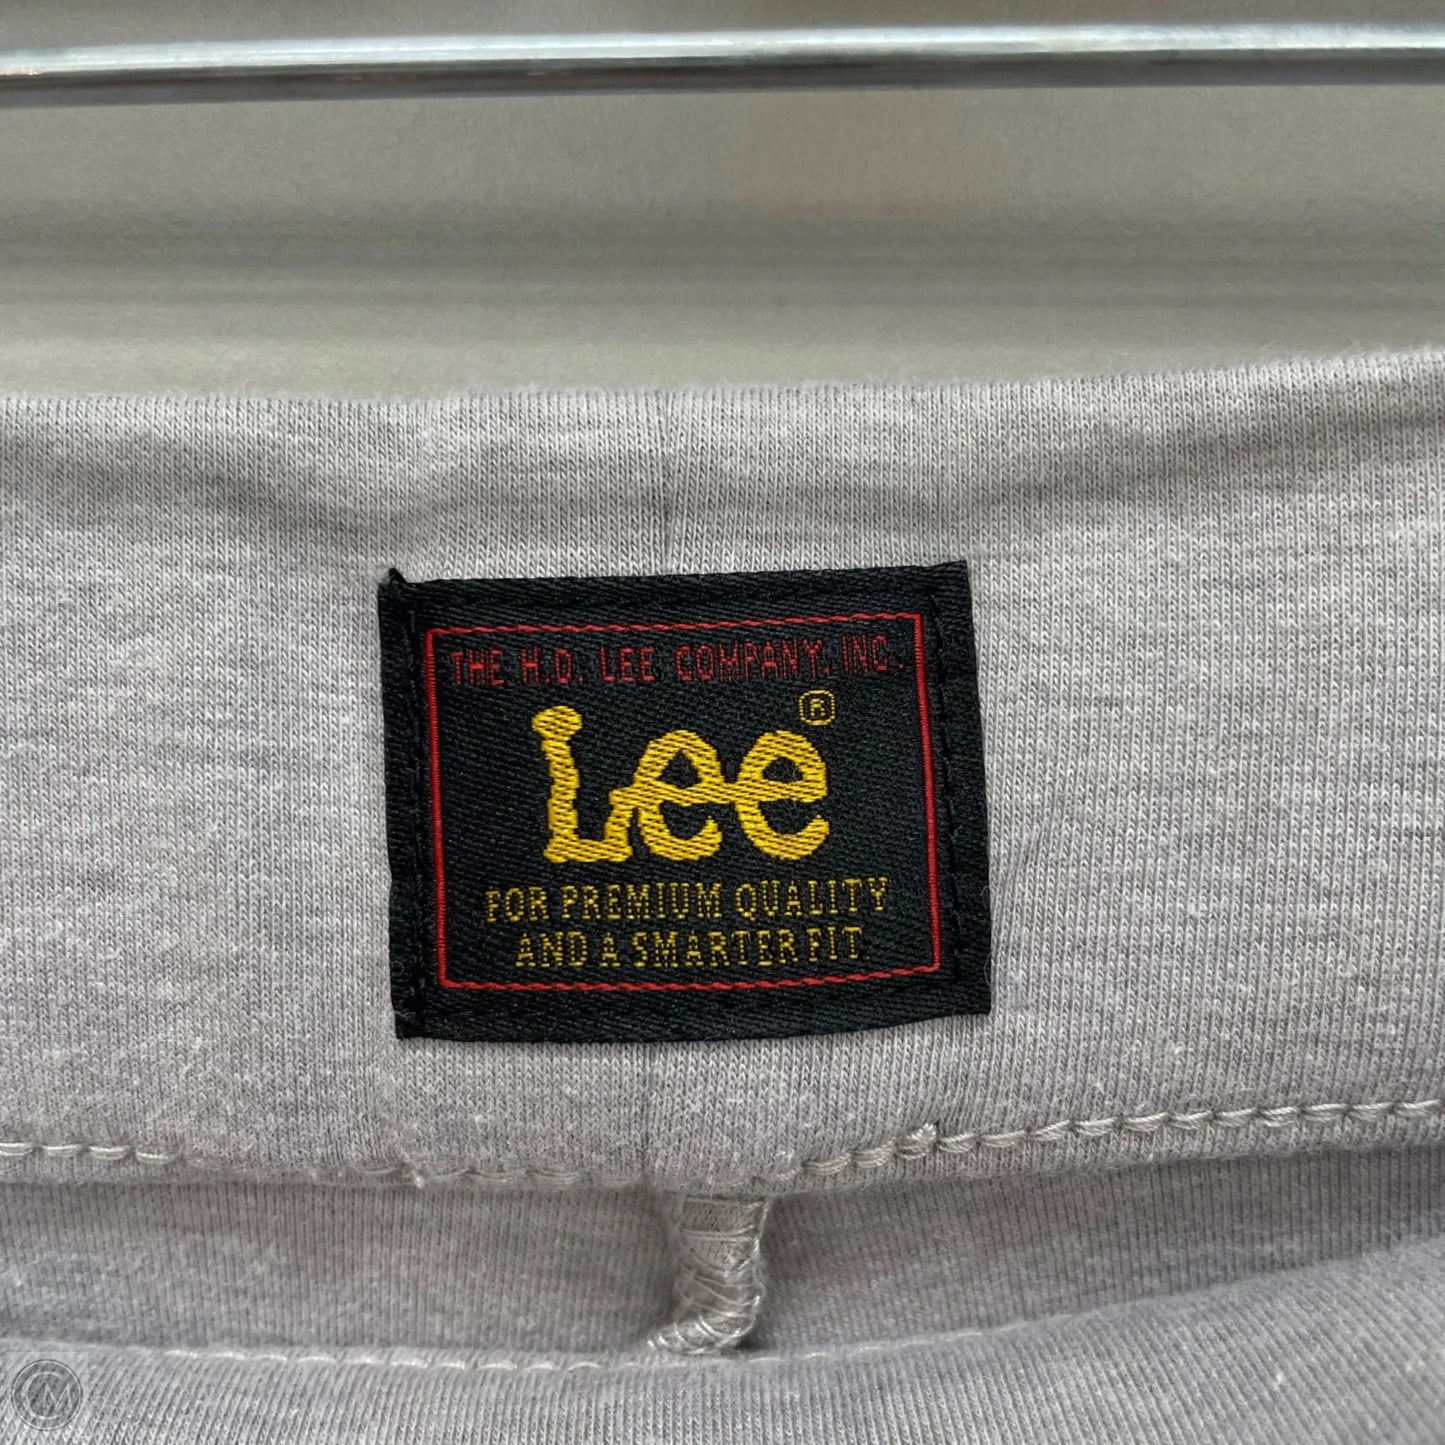 THE H.D. LEE COMPANY, INC.
Lee®
FOR PREMIUM QUALITY
AND A SMARTER FIT